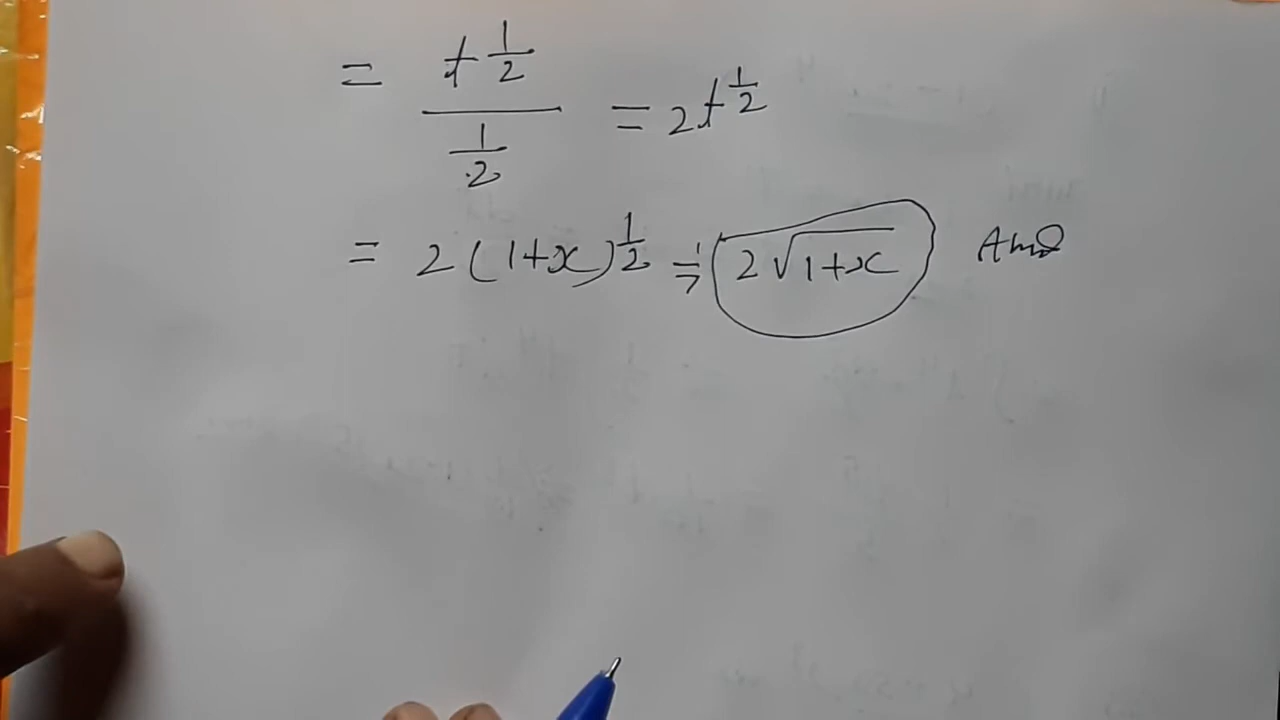 = t^{1/2} / (1/2) = 2t^{1/2}
= 2(1+x)^{1/2} = 2√(1+x) Ans